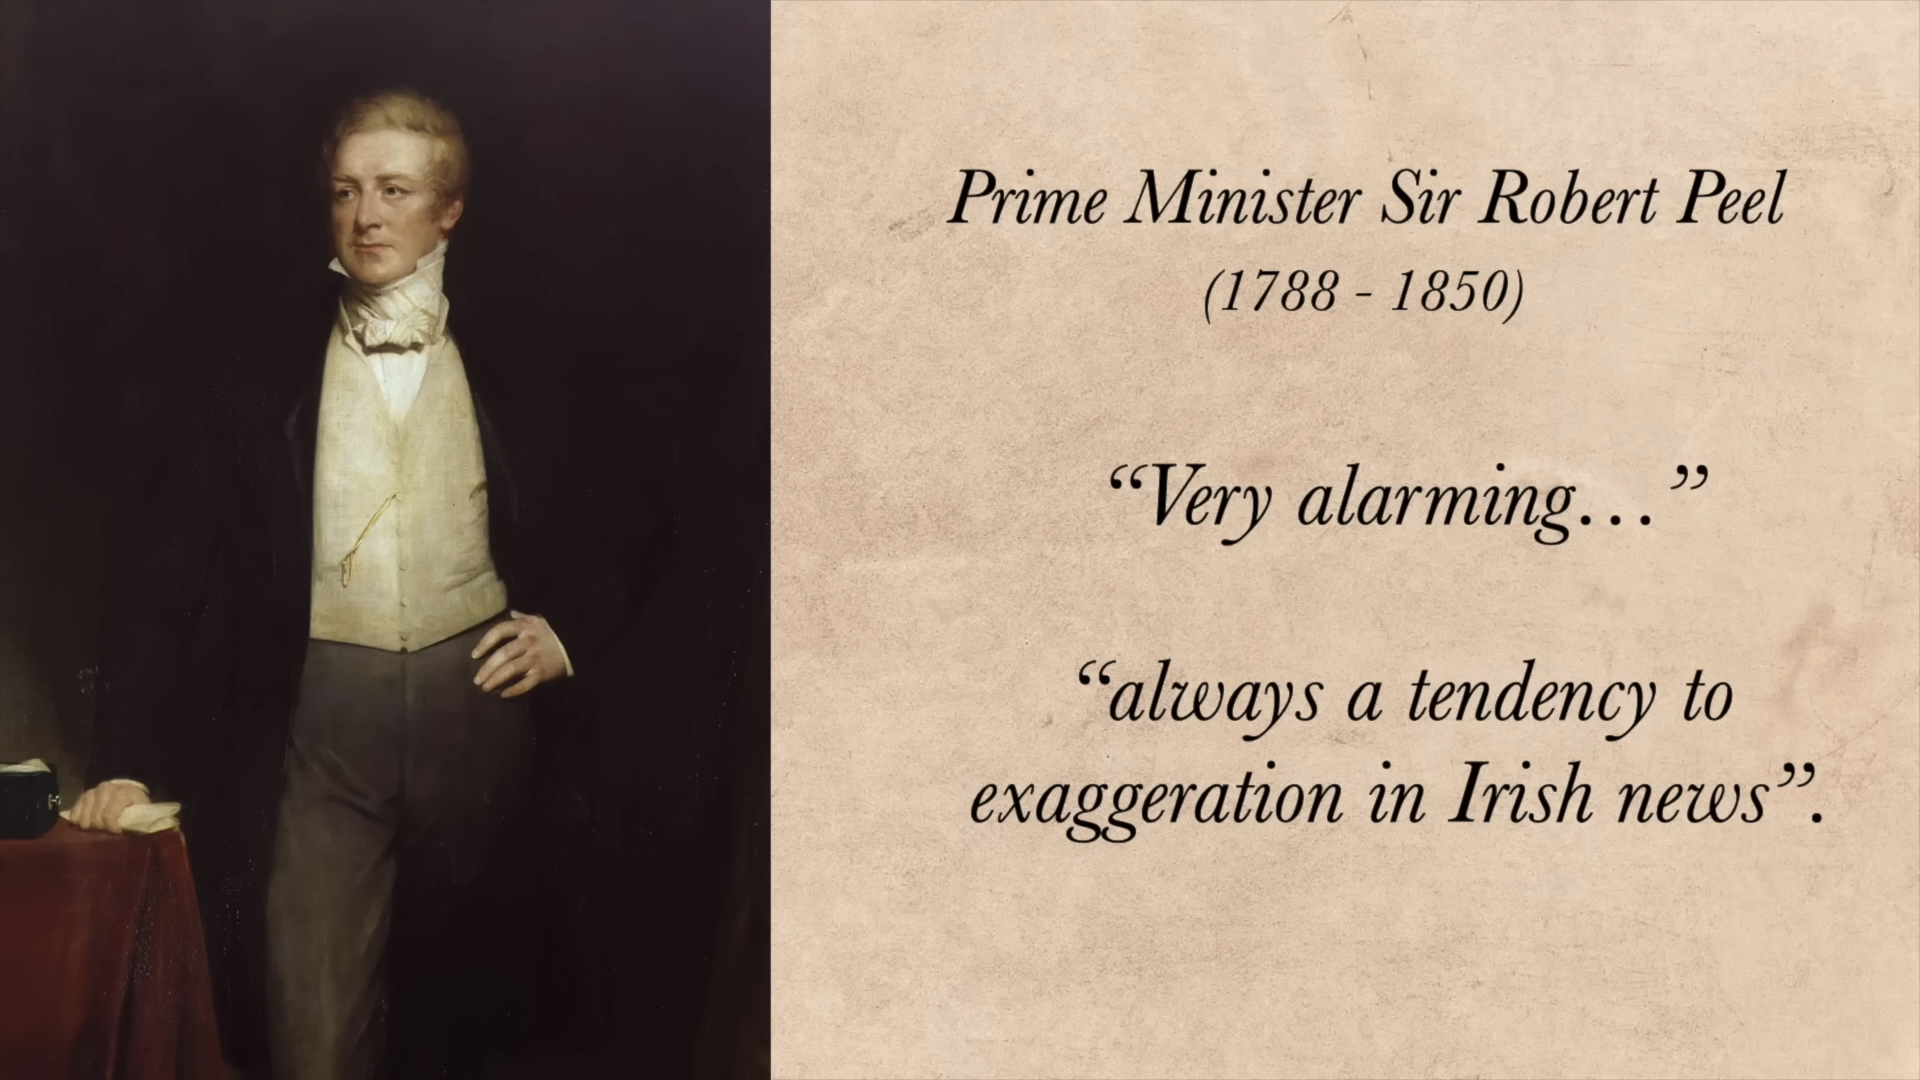 Prime Minister Sir Robert Peel
(1788 - 1850)
“Very alarming…”
“always a tendency to
exaggeration in Irish news”.